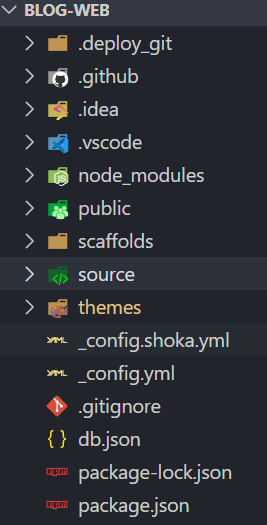 BLOG-WEB
.deploy_git
.github
.idea
.vscode
node_modules
public
scaffolds
source
themes
_config.shoka.yml
_config.yml
.gitignore
db.json
package-lock.json
package.json